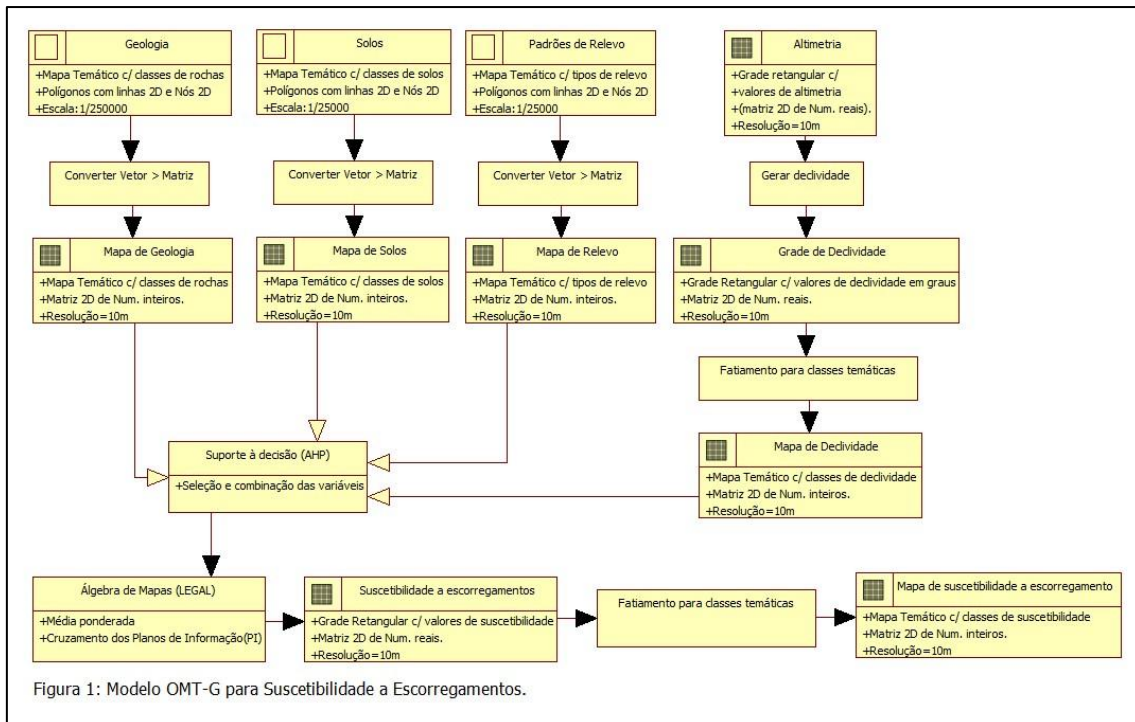 Geologia
+Mapa Temático c/ classes de rochas
+Polígonos com linhas 2D e Nós 2D
+Escala:1/250000
Solos
+Mapa Temático c/ classes de solos
+Polígonos com linhas 2D e Nós 2D
+Escala:1/25000
Padrões de Relevo
+Mapa Temático c/ tipos de relevo
+Polígonos com linhas 2D e Nós 2D
+Escala:1/25000
Altimetria
+Grade retangular c/
+valores de altimetria
+(matriz 2D de Num. reais).
+Resolução=10m
Converter Vetor > Matriz
Converter Vetor > Matriz
Converter Vetor > Matriz
Gerar declividade
Mapa de Geologia
+Mapa Temático c/ classes de rochas
+Matriz 2D de Num. inteiros.
+Resolução=10m
Mapa de Solos
+Mapa Temático c/ classes de solos
+Matriz 2D de Num. inteiros.
+Resolução=10m
Mapa de Relevo
+Mapa Temático c/ tipos de relevo
+Matriz 2D de Num. inteiros.
+Resolução=10m
Grade de Declividade
+Grade Retangular c/ valores de declividade em graus
+Matriz 2D de Num. reais.
+Resolução=10m
Fatiamento para classes temáticas
Mapa de Declividade
+Mapa Temático c/ classes de declividade
+Matriz 2D de Num. inteiros.
+Resolução=10m
Suporte à decisão (AHP)
+Seleção e combinação das variáveis
Álgebra de Mapas (LEGAL)
+Média ponderada
+Cruzamento dos Planos de Informação(PI)
Suscetibilidade a escorregamentos
+Grade Retangular c/ valores de suscetibilidade
+Matriz 2D de Num. reais.
+Resolução=10m
Fatiamento para classes temáticas
Mapa de suscetibilidade a escorregamento
+Mapa Temático c/ classes de suscetibilidade
+Matriz 2D de Num. inteiros.
+Resolução=10m
Figura 1: Modelo OMT-G para Suscetibilidade a Escorregamentos.